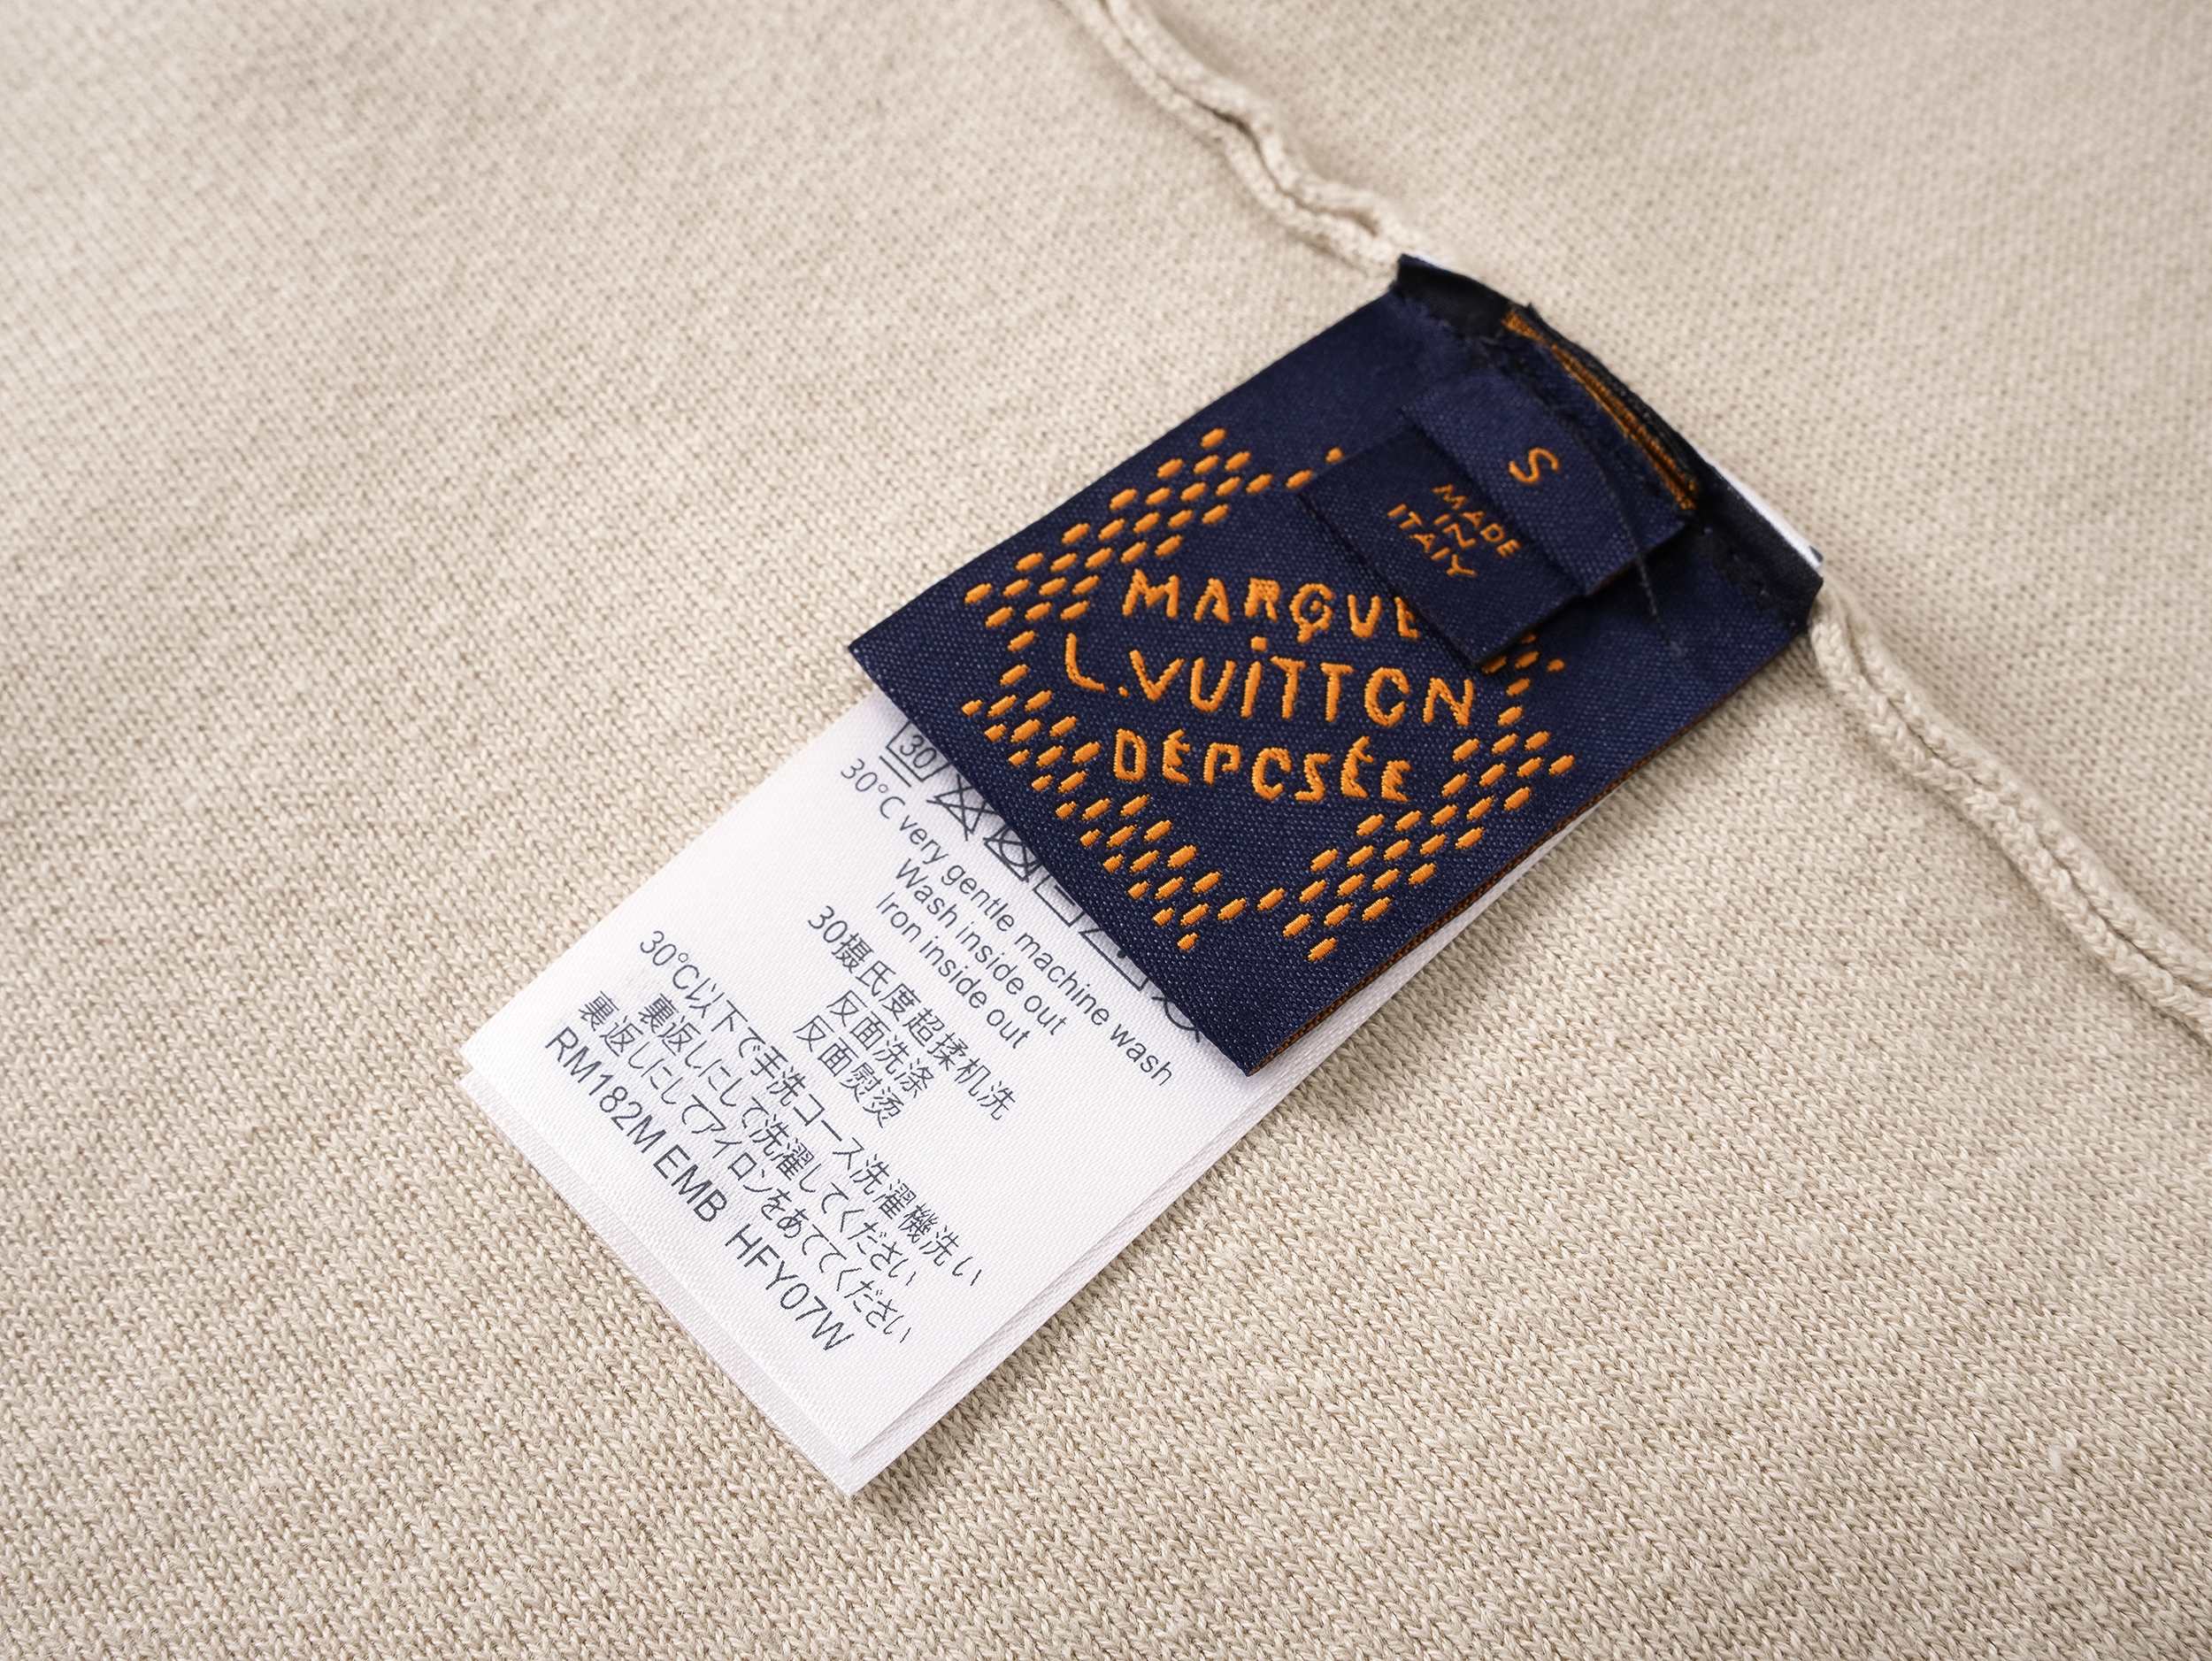 S
MADE
IN
ITALY
MARQUE
L.VUITTON
DÉPOSÉE
30
30°C very gentle machine wash
Wash inside out
Iron inside out
30摄氏度超揉机洗
反面洗涤
反面熨烫
30℃以下で手洗コース洗濯機洗い
裏返しにして洗濯してください
裏返しにしてアイロンをあててください
RM182M EMB HFY07W